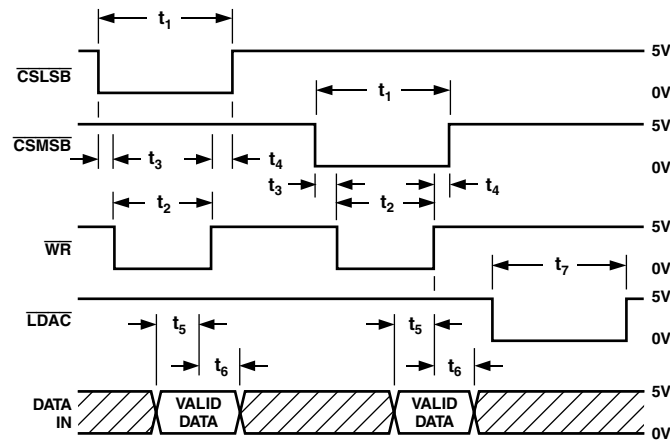 t1
CSLSB
5V
0V
t1
CSMSB
5V
t3
t4
0V
t3
t2
t4
t2
WR
5V
0V
t7
LDAC
5V
t5
t5
0V
t6
t6
DATA IN
VALID DATA
VALID DATA
5V
0V